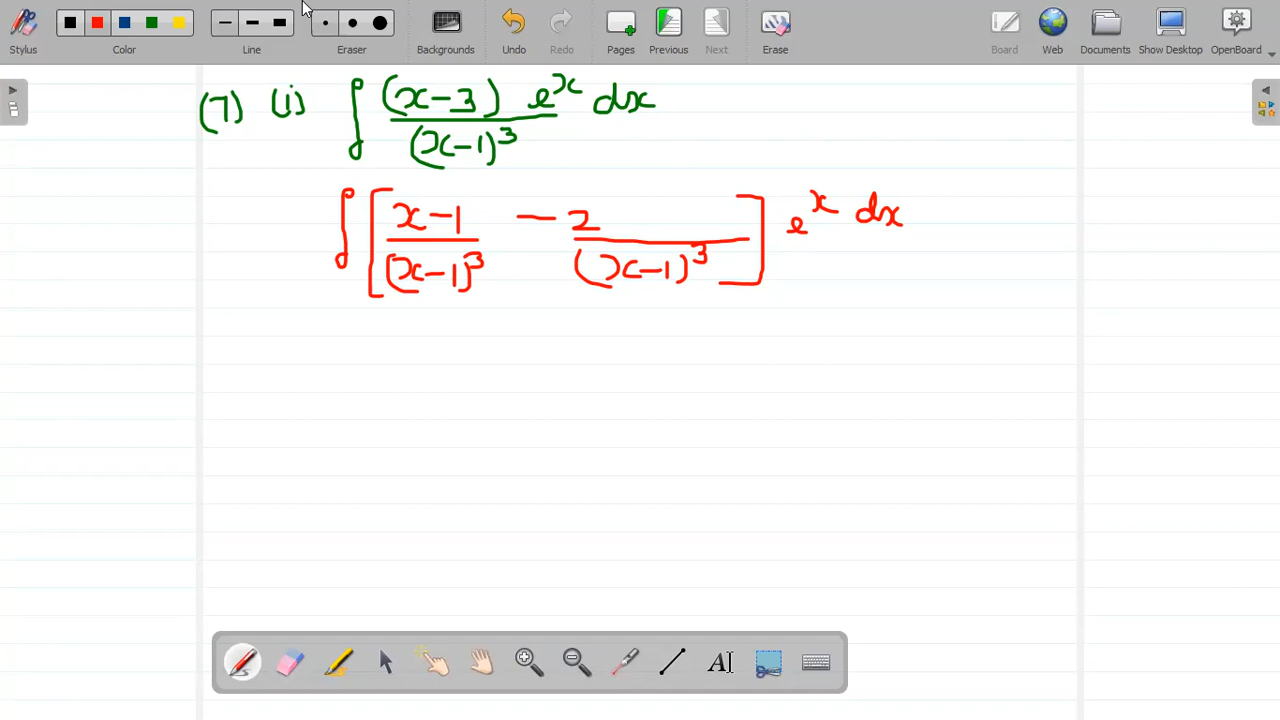 Stylus Color Line Eraser Backgrounds Undo Redo Pages Previous Next Erase Board Web Documents Show Desktop OpenBoard
(7) (i) ∫ (x-3) e^x / (x-1)^3 dx
∫ [ x-1 / (x-1)^3 - 2 / (x-1)^3 ] e^x dx